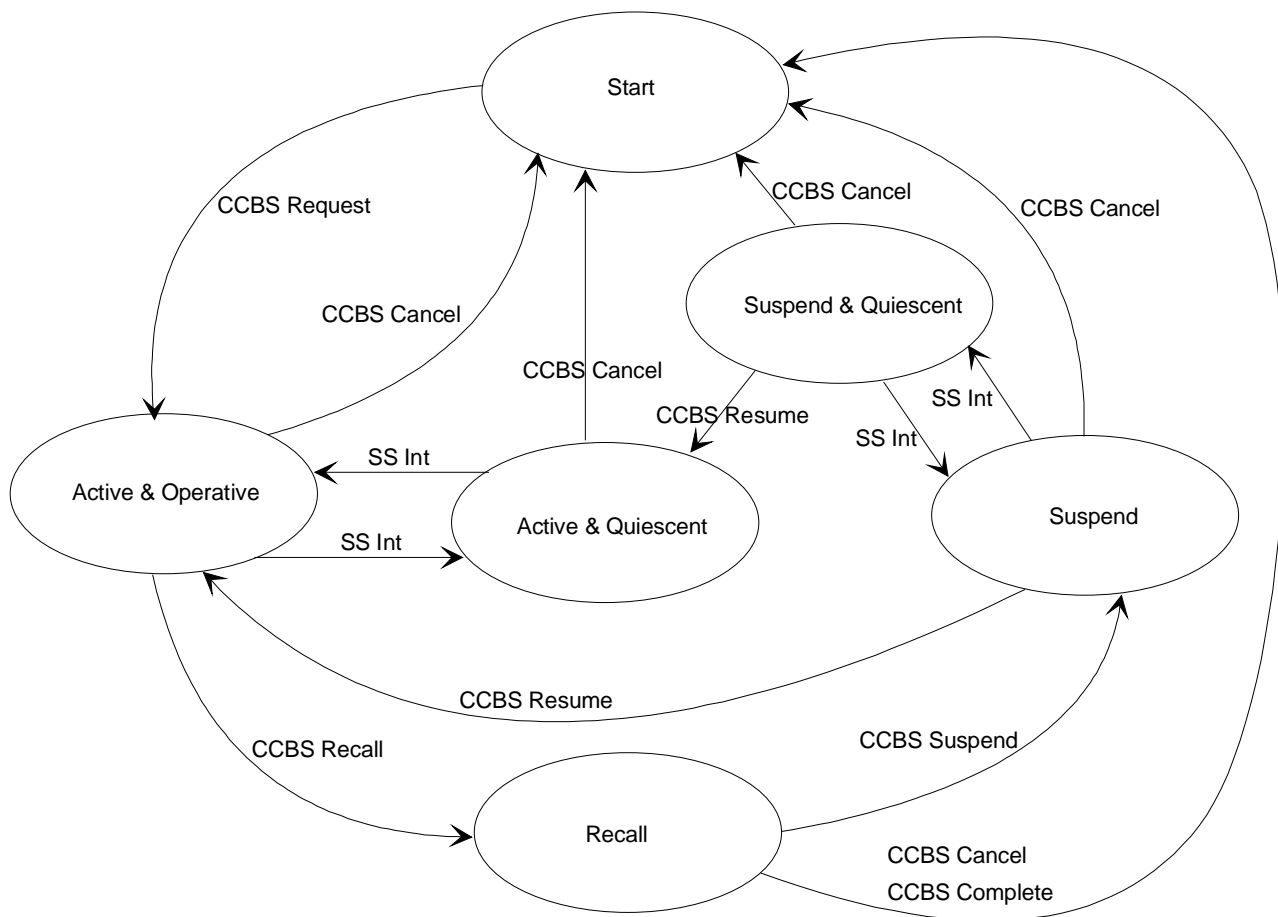 Start
CCBS Request
CCBS Cancel
CCBS Cancel
Suspend & Quiescent
CCBS Cancel
CCBS Cancel
CCBS Resume
SS Int
SS Int
SS Int
Active & Operative
Active & Quiescent
Suspend
SS Int
CCBS Resume
CCBS Suspend
CCBS Recall
Recall
CCBS Cancel
CCBS Complete